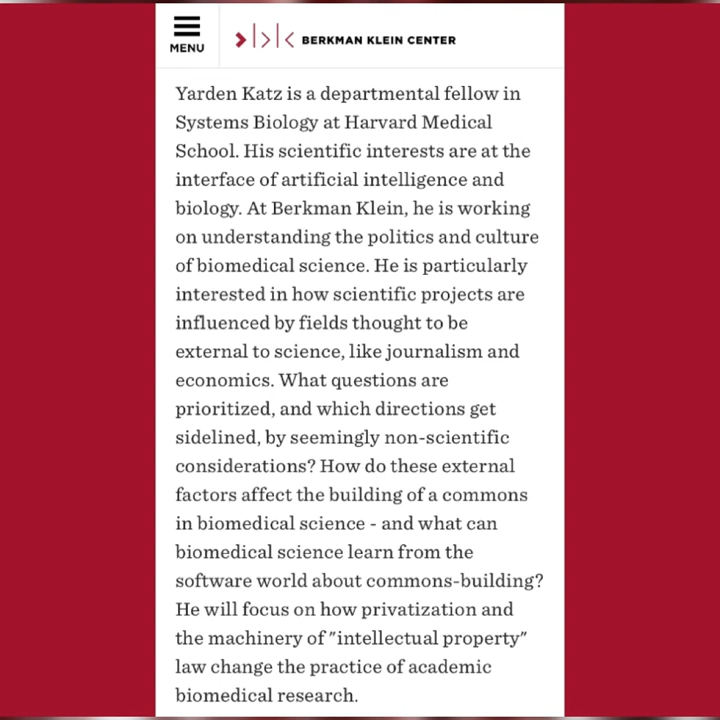 MENU
BERKMAN KLEIN CENTER
Yarden Katz is a departmental fellow in
Systems Biology at Harvard Medical
School. His scientific interests are at the
interface of artificial intelligence and
biology. At Berkman Klein, he is working
on understanding the politics and culture
of biomedical science. He is particularly
interested in how scientific projects are
influenced by fields thought to be
external to science, like journalism and
economics. What questions are
prioritized, and which directions get
sidelined, by seemingly non-scientific
considerations? How do these external
factors affect the building of a commons
in biomedical science - and what can
biomedical science learn from the
software world about commons-building?
He will focus on how privatization and
the machinery of "intellectual property"
law change the practice of academic
biomedical research.